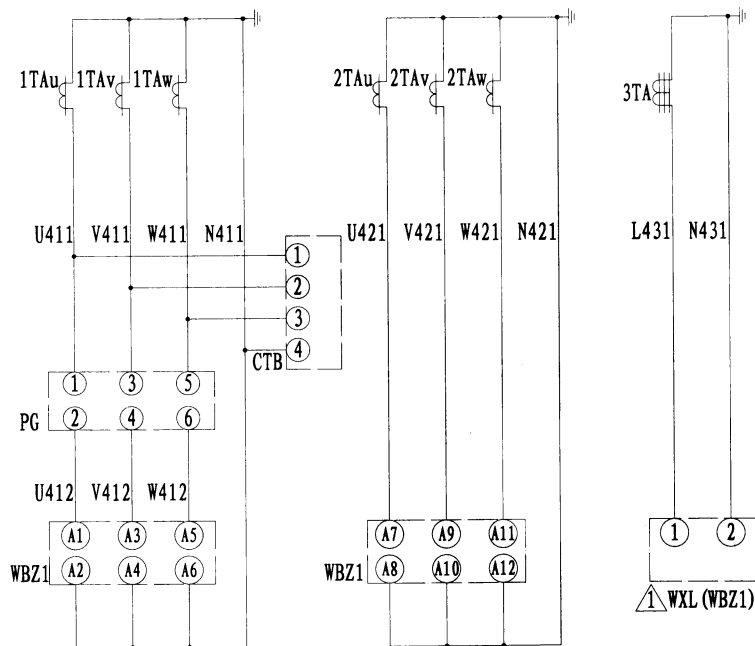 1TAu 1TAv 1TAw 2TAu 2TAv 2TAw 3TA
U411 V411 W411 N411 U421 V421 W421 N421 L431 N431
1
2
3
4
CTB
1 3 5
PG 2 4 6
U412 V412 W412
A1 A3 A5 A7 A9 A11 1 2
WBZ1 A2 A4 A6 WBZ1 A8 A10 A12
1 WXL (WBZ1)